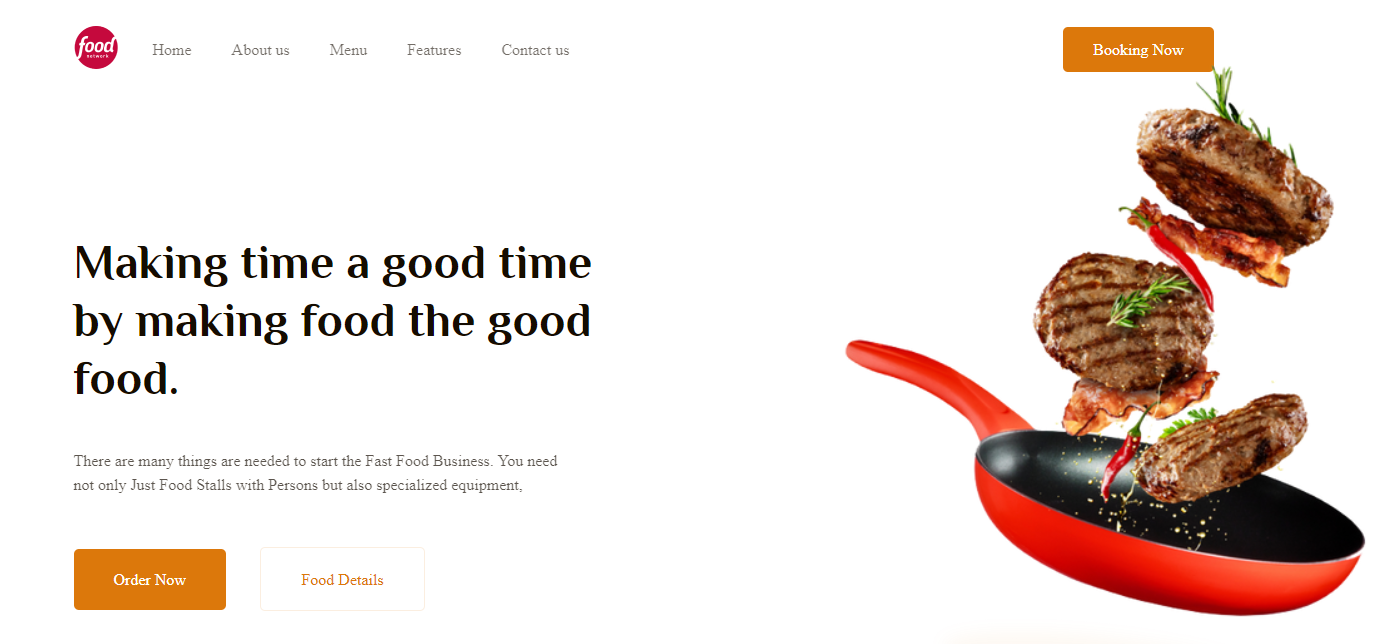 food
network
Home About us Menu Features Contact us Booking Now
Making time a good time
by making food the good
food.
There are many things are needed to start the Fast Food Business. You need
not only Just Food Stalls with Persons but also specialized equipment,
Order Now Food Details